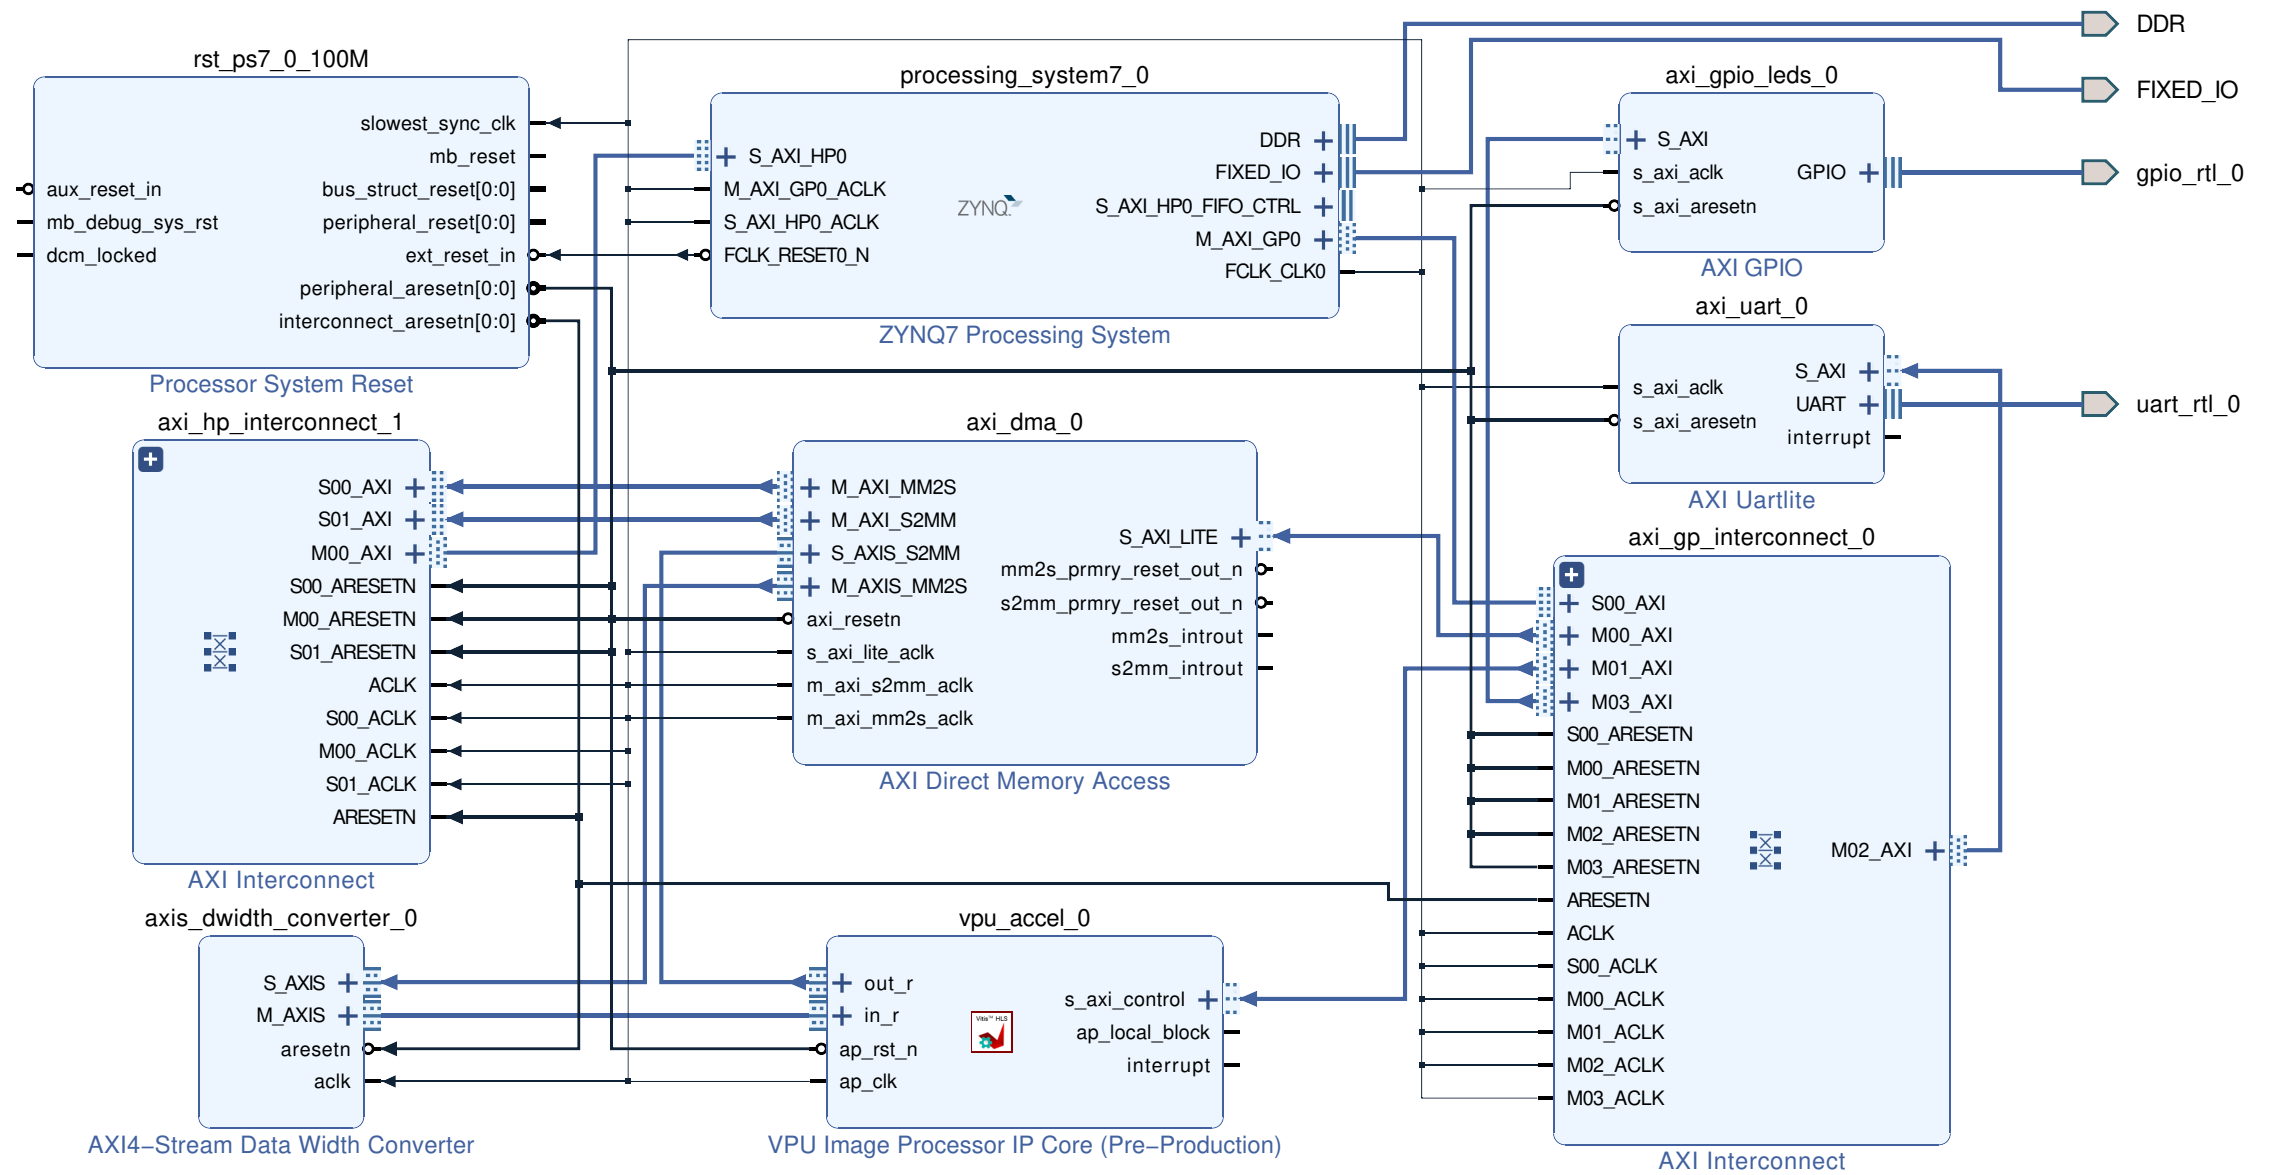 rst_ps7_0_100M
slowest_sync_clk
mb_reset
aux_reset_in
bus_struct_reset[0:0]
mb_debug_sys_rst
peripheral_reset[0:0]
dcm_locked
ext_reset_in
peripheral_aresetn[0:0]
interconnect_aresetn[0:0]
Processor System Reset
processing_system7_0
S_AXI_HP0
M_AXI_GP0_ACLK
S_AXI_HP0_ACLK
FCLK_RESET0_N
ZYNQ
DDR
FIXED_IO
S_AXI_HP0_FIFO_CTRL
M_AXI_GP0
FCLK_CLK0
ZYNQ7 Processing System
axi_gpio_leds_0
S_AXI
s_axi_aclk
s_axi_aresetn
GPIO
AXI GPIO
DDR
FIXED_IO
gpio_rtl_0
axi_uart_0
s_axi_aclk
s_axi_aresetn
S_AXI
UART
interrupt
AXI Uartlite
uart_rtl_0
axi_hp_interconnect_1
S00_AXI
S01_AXI
M00_AXI
S00_ARESETN
M00_ARESETN
S01_ARESETN
ACLK
S00_ACLK
M00_ACLK
S01_ACLK
ARESETN
AXI Interconnect
axi_dma_0
M_AXI_MM2S
M_AXI_S2MM
S_AXIS_S2MM
M_AXIS_MM2S
axi_resetn
s_axi_lite_aclk
m_axi_s2mm_aclk
m_axi_mm2s_aclk
S_AXI_LITE
mm2s_prmry_reset_out_n
s2mm_prmry_reset_out_n
mm2s_introut
s2mm_introut
AXI Direct Memory Access
axi_gp_interconnect_0
S00_AXI
M00_AXI
M01_AXI
M03_AXI
S00_ARESETN
M00_ARESETN
M01_ARESETN
M02_ARESETN
M03_ARESETN
ARESETN
ACLK
S00_ACLK
M00_ACLK
M01_ACLK
M02_ACLK
M03_ACLK
M02_AXI
AXI Interconnect
axis_dwidth_converter_0
S_AXIS
M_AXIS
aresetn
aclk
AXI4−Stream Data Width Converter
vpu_accel_0
out_r
in_r
ap_rst_n
ap_clk
Vitis™ HLS
s_axi_control
ap_local_block
interrupt
VPU Image Processor IP Core (Pre−Production)